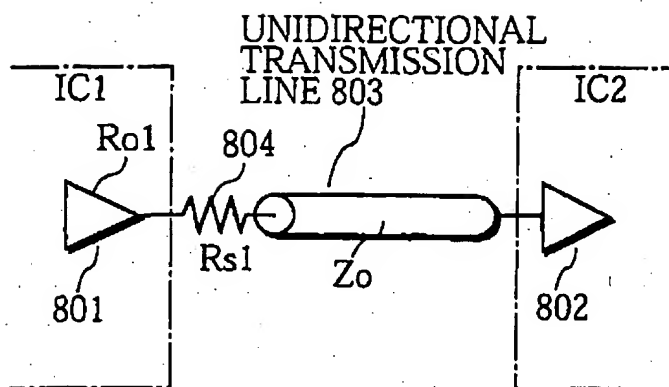 UNIDIRECTIONAL
TRANSMISSION
LINE 803
IC1
IC2
Ro1
804
Rs1
Zo
801
802